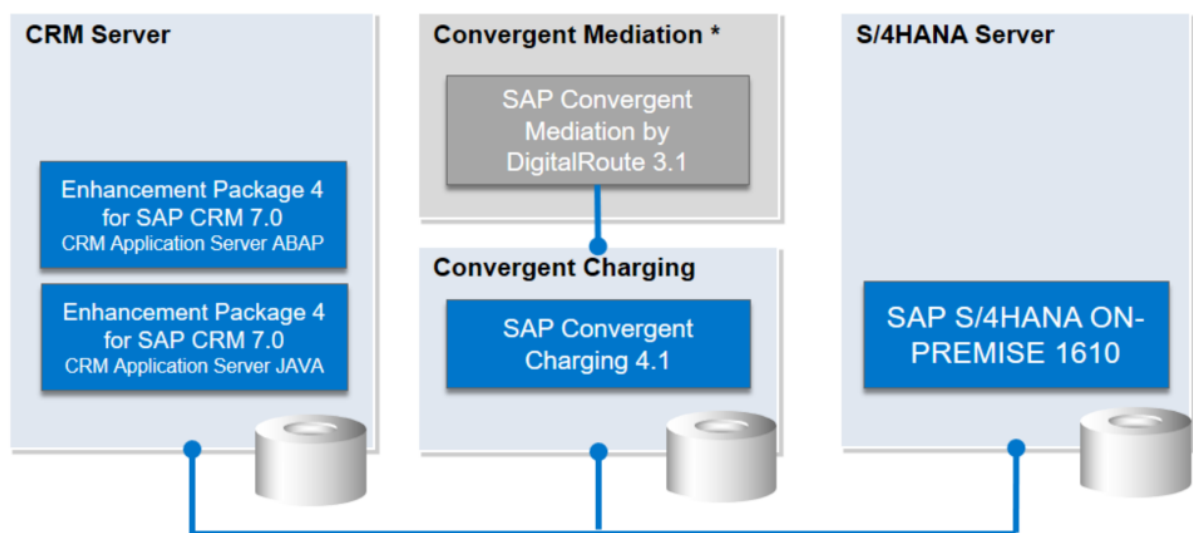 CRM Server
Enhancement Package 4
for SAP CRM 7.0
CRM Application Server ABAP
Enhancement Package 4
for SAP CRM 7.0
CRM Application Server JAVA
Convergent Mediation *
SAP Convergent
Mediation by
DigitalRoute 3.1
Convergent Charging
SAP Convergent
Charging 4.1
S/4HANA Server
SAP S/4HANA ON-
PREMISE 1610